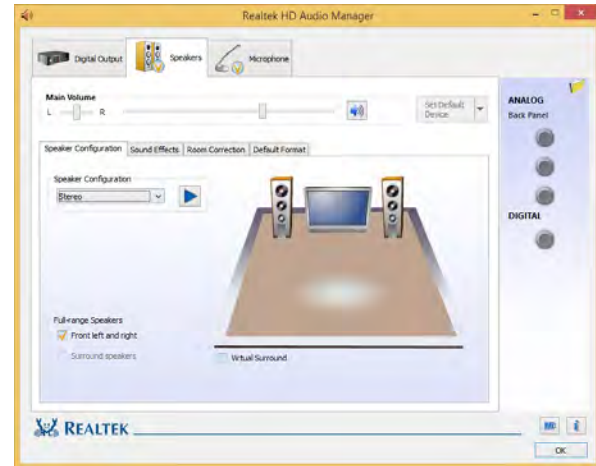 Realtek HD Audio Manager
Digital Output
Speakers
Microphone
Main Volume
L
R
Set Default
Device
ANALOG
Back Panel
Speaker Configuration
Sound Effects
Room Correction
Default Format
Speaker Configuration
Stereo
DIGITAL
Full-range Speakers
Front left and right
Surround speakers
Virtual Surround
REALTEK
OK